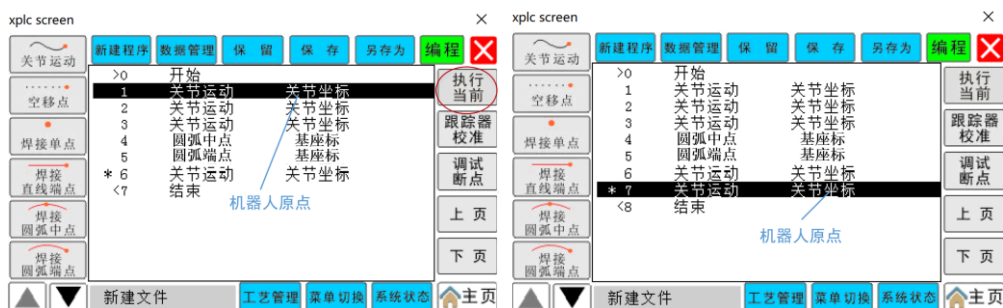 xplc screen
关节运动
空移点
焊接单点
焊接
直线端点
焊接
圆弧中点
焊接
圆弧端点
新建程序 数据管理 保 留 保 存 另存为 编程
>0 开始
1 关节运动 关节坐标
2 关节运动 关节坐标
3 关节运动 关节坐标
4 圆弧中点 基座标
5 圆弧端点 基座标
* 6 关节运动 关节坐标
<7 结束
机器人原点
执行
当前
跟踪器
校准
调试
断点
上 页
下 页
新建文件 工艺管理 菜单切换 系统状态 主页
xplc screen
关节运动
空移点
焊接单点
焊接
直线端点
焊接
圆弧中点
焊接
圆弧端点
新建程序 数据管理 保 留 保 存 另存为 编程
>0 开始
1 关节运动 关节坐标
2 关节运动 关节坐标
3 关节运动 关节坐标
4 圆弧中点 基座标
5 圆弧端点 基座标
6 关节运动 关节坐标
* 7 关节运动 关节坐标
<8 结束
机器人原点
执行
当前
跟踪器
校准
调试
断点
上 页
下 页
新建文件 工艺管理 菜单切换 系统状态 主页